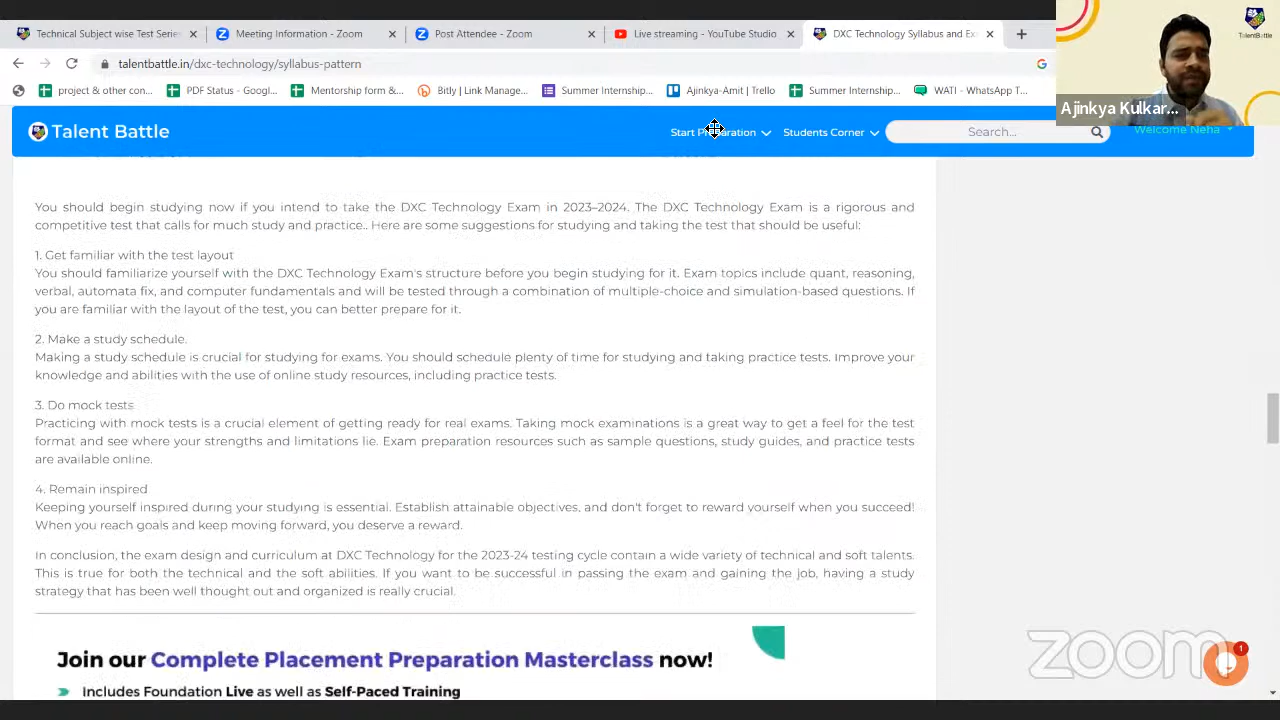 Technical Subject wise Test Serie
Meeting Information - Zoom
Post Attendee - Zoom
Live streaming - YouTube Studio
DXC Technology Syllabus and Ex
TalentBattle
talentbattle.in/dxc-technology/syllabus-pattern
project & other con...
PDF Status - Googl...
Mentorship form &...
Bitly | Link Manage...
Summer Internship...
Ajinkya-Amit | Trello
Summer Internship...
WATI - WhatsApp T...
Ajinkya Kulkar...
Talent Battle
Start Preparation
Students Corner
Search...
Welcome Neha
You should begin studying now if you intend to take the DXC Technology Exam in 2023–2024. The DXC Technology Exam is a rigorous and
competitive test that calls for much study and practice.. Here are some suggestions for studying and taking the test that should be useful:
1. Get familiar with the test layout
You should familiarize yourself with the DXC Technology Exam's structure before you begin studying for it. Exam topics include quant, reasoning,
verbal, automata fix, and computer fundamentals and will be tested through a combination of multiple-choice and simulation-based questions. If
you are familiar with the layout of the test, you can better prepare for it.
2. Make a study schedule.
Making a study schedule is crucial for studying for exams. You should schedule plenty of time for studying and taking practice tests. Improve your
knowledge and abilities with the use of online study resources, including practice tests.
3. Do mock tests
Practicing with mock tests is a crucial element of getting ready for real exams. Taking mock examinations is a great way to get a feel for the test
format and see where your strengths and limitations lie. Exam preparation resources such as sample questions, study guides, and practice tests
are available online.
4. Remain inspired
Keeping yourself inspired during your studying is essential. Establish attainable objectives, and don't forget to reward yourself when you succeed!
When you reach goals and keep moving forward, you deserve a reward.
In conclusion, the exam design and curriculum at DXC Technology for the 2023-24 testing cycle contain a wide variety of technical and soft talents.
This is true for both the technical and the soft abilities. If you want to be successful in passing the exam and gaining the job, having a study
strategy that has been well thought out and organized is really crucial.
Join our Complete Placement Preparation Masterclass now!
Includes Foundation Live as well as Self-Paced Training
zoom
1